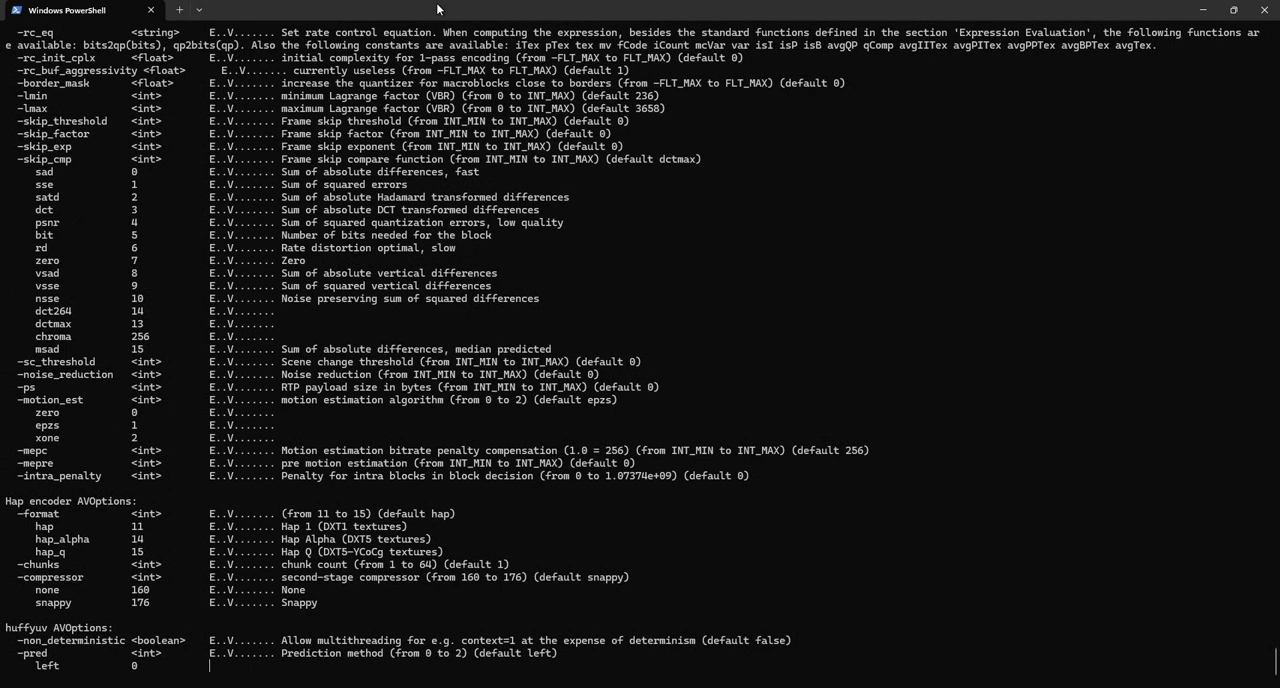 Windows PowerShell
-rc_eq <string> E..V....... Set rate control equation. When computing the expression, besides the standard functions defined in the section 'Expression Evaluation', the following functions ar
e available: bits2qp(bits), qp2bits(qp). Also the following constants are available: iTex pTex tex mv fCode iCount mcVar var isI isP isB avgQP qComp avgIITex avgPITex avgPPTex avgBPTex avgTex.
-rc_init_cplx <float> E..V....... initial complexity for 1-pass encoding (from -FLT_MAX to FLT_MAX) (default 0)
-rc_buf_aggressivity <float> E..V....... currently useless (from -FLT_MAX to FLT_MAX) (default 1)
-border_mask <float> E..V....... increase the quantizer for macroblocks close to borders (from -FLT_MAX to FLT_MAX) (default 0)
-lmin <int> E..V....... minimum Lagrange factor (VBR) (from 0 to INT_MAX) (default 236)
-lmax <int> E..V....... maximum Lagrange factor (VBR) (from 0 to INT_MAX) (default 3658)
-skip_threshold <int> E..V....... Frame skip threshold (from INT_MIN to INT_MAX) (default 0)
-skip_factor <int> E..V....... Frame skip factor (from INT_MIN to INT_MAX) (default 0)
-skip_exp <int> E..V....... Frame skip exponent (from INT_MIN to INT_MAX) (default 0)
-skip_cmp <int> E..V....... Frame skip compare function (from INT_MIN to INT_MAX) (default dctmax)
sad 0 E..V....... Sum of absolute differences, fast
sse 1 E..V....... Sum of squared errors
satd 2 E..V....... Sum of absolute Hadamard transformed differences
dct 3 E..V....... Sum of absolute DCT transformed differences
psnr 4 E..V....... Sum of squared quantization errors, low quality
bit 5 E..V....... Number of bits needed for the block
rd 6 E..V....... Rate distortion optimal, slow
zero 7 E..V....... Zero
vsad 8 E..V....... Sum of absolute vertical differences
vsse 9 E..V....... Sum of squared vertical differences
nsse 10 E..V....... Noise preserving sum of squared differences
dct264 14 E..V.......
dctmax 13 E..V.......
chroma 256 E..V.......
msad 15 E..V....... Sum of absolute differences, median predicted
-sc_threshold <int> E..V....... Scene change threshold (from INT_MIN to INT_MAX) (default 0)
-noise_reduction <int> E..V....... Noise reduction (from INT_MIN to INT_MAX) (default 0)
-ps <int> E..V....... RTP payload size in bytes (from INT_MIN to INT_MAX) (default 0)
-motion_est <int> E..V....... motion estimation algorithm (from 0 to 2) (default epzs)
zero 0 E..V.......
epzs 1 E..V.......
xone 2 E..V.......
-mepc <int> E..V....... Motion estimation bitrate penalty compensation (1.0 = 256) (from INT_MIN to INT_MAX) (default 256)
-mepre <int> E..V....... pre motion estimation (from INT_MIN to INT_MAX) (default 0)
-intra_penalty <int> E..V....... Penalty for intra blocks in block decision (from 0 to 1.07374e+09) (default 0)
Hap encoder AVOptions:
-format <int> E..V....... (from 11 to 15) (default hap)
hap 11 E..V....... Hap 1 (DXT1 textures)
hap_alpha 14 E..V....... Hap Alpha (DXT5 textures)
hap_q 15 E..V....... Hap Q (DXT5-YCoCg textures)
-chunks <int> E..V....... chunk count (from 1 to 64) (default 1)
-compressor <int> E..V....... second-stage compressor (from 160 to 176) (default snappy)
none 160 E..V....... None
snappy 176 E..V....... Snappy
huffyuv AVOptions:
-non_deterministic <boolean> E..V....... Allow multithreading for e.g. context=1 at the expense of determinism (default false)
-pred <int> E..V....... Prediction method (from 0 to 2) (default left)
left 0